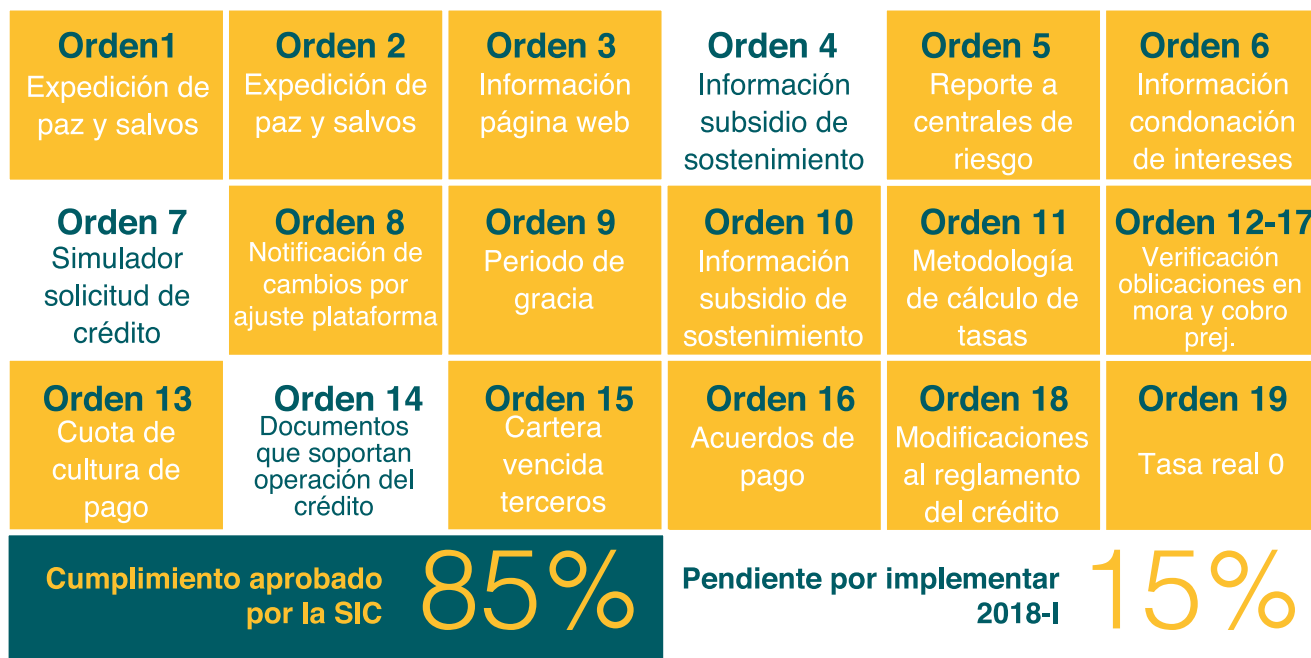 Orden1
Expedición de
paz y salvos
Orden 2
Expedición de
paz y salvos
Orden 3
Información
página web
Orden 4
Información
subsidio de
sostenimiento
Orden 5
Reporte a
centrales de
riesgo
Orden 6
Información
condonación
de intereses
Orden 7
Simulador
solicitud de
crédito
Orden 8
Notificación de
cambios por
ajuste plataforma
Orden 9
Periodo de
gracia
Orden 10
Información
subsidio de
sostenimiento
Orden 11
Metodología
de cálculo de
tasas
Orden 12-17
Verificación
oblicaciones en
mora y cobro
prej.
Orden 13
Cuota de
cultura de
pago
Orden 14
Documentos
que soportan
operación del
crédito
Orden 15
Cartera
vencida
terceros
Orden 16
Acuerdos de
pago
Orden 18
Modificaciones
al reglamento
del crédito
Orden 19
Tasa real 0
Cumplimiento aprobado
por la SIC
85%
Pendiente por implementar
2018-I
15%